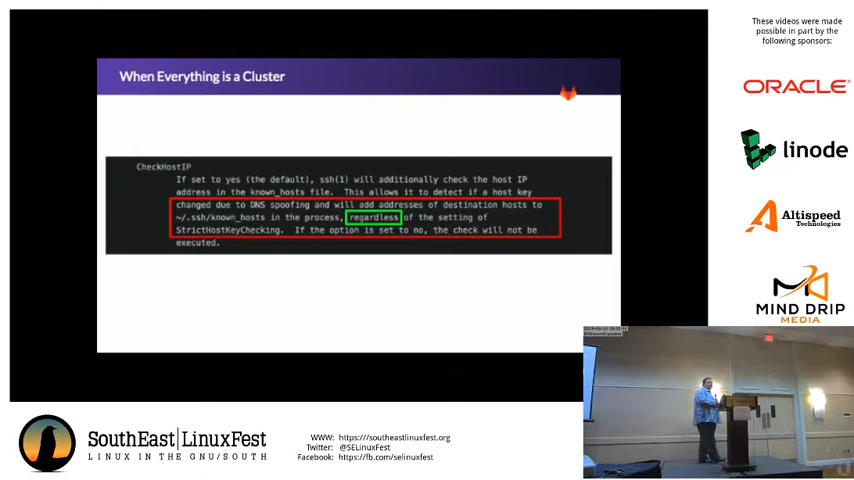 These videos were made
possible in part by the
following sponsors:
When Everything is a Cluster
ORACLE
CheckHostIP
If set to yes (the default), ssh(1) will additionally check the host IP
address in the known_hosts file. This allows it to detect if a host key
changed due to DNS spoofing and will add addresses of destination hosts to
~/.ssh/known_hosts in the process, regardless of the setting of
StrictHostKeyChecking. If the option is set to no, the check will not be
executed.
linode
Altispeed
Technologies
MIND DRIP
MEDIA
SouthEast|LinuxFest
LINUX IN THE GNU/SOUTH
WWW: https://southeastlinuxfest.org
Twitter: @SELinuxFest
Facebook: https://fb.com/selinuxfest